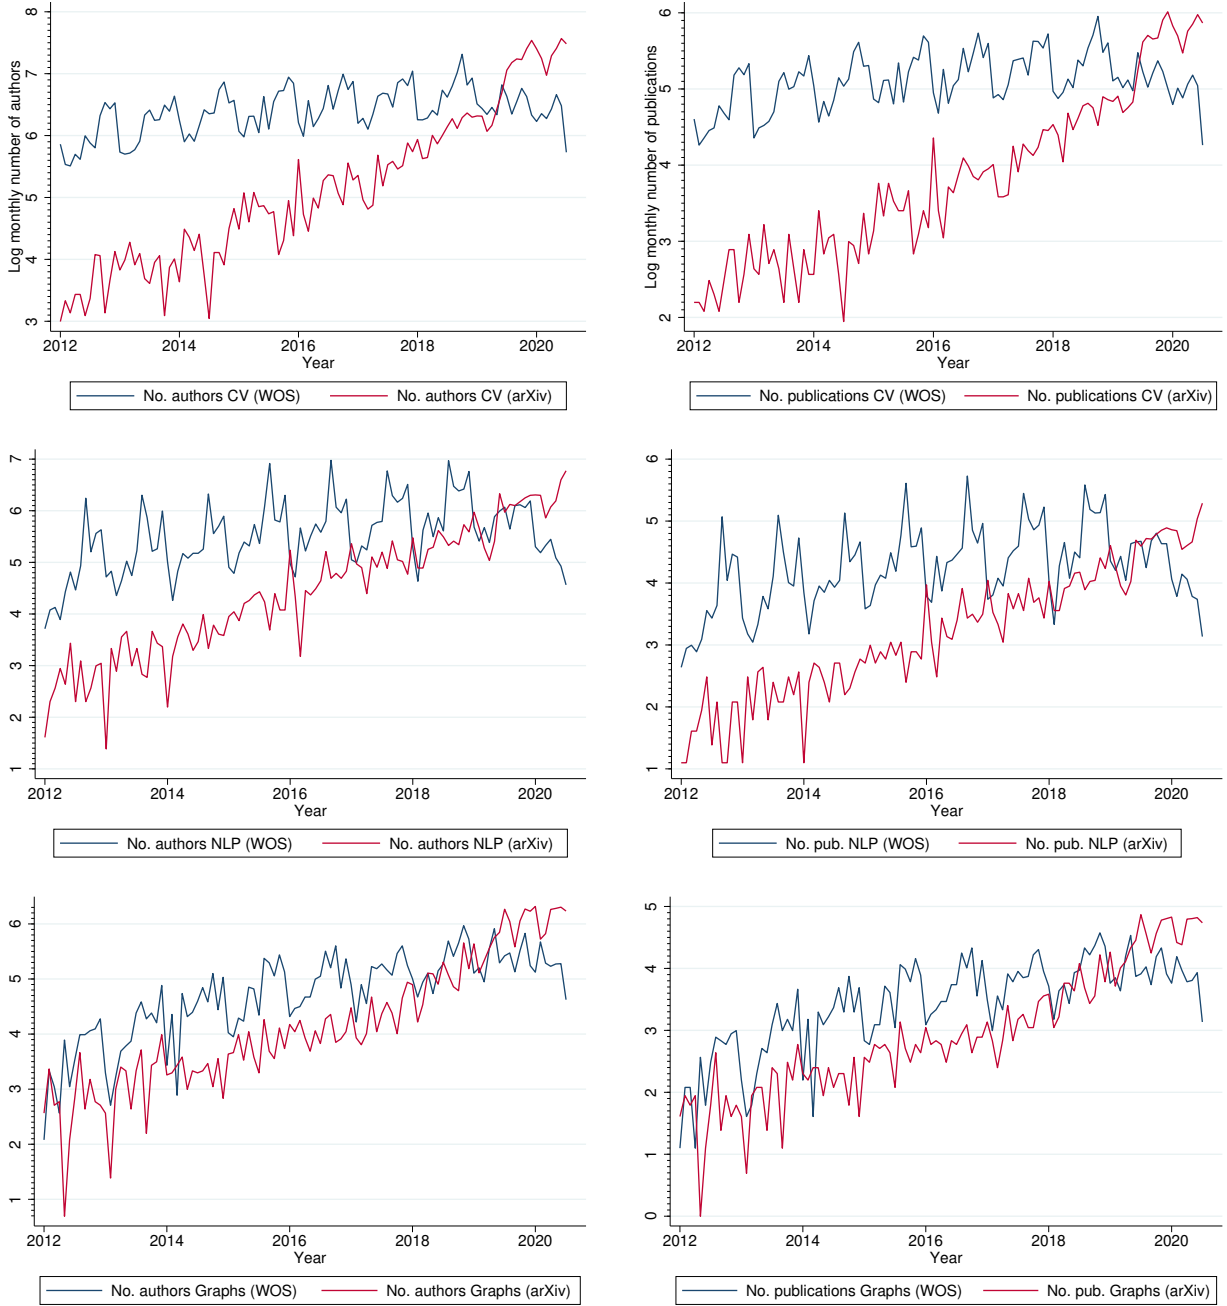 Log monthly number of authors
8
7
6
5
4
3
2012 2014 2016 2018 2020
Year
No. authors CV (WOS) No. authors CV (arXiv)
Log monthly number of publications
6
5
4
3
2
2012 2014 2016 2018 2020
Year
No. publications CV (WOS) No. publications CV (arXiv)
7
6
5
4
3
2
1
2012 2014 2016 2018 2020
Year
No. authors NLP (WOS) No. authors NLP (arXiv)
6
5
4
3
2
1
2012 2014 2016 2018 2020
Year
No. pub. NLP (WOS) No. pub. NLP (arXiv)
6
5
4
3
2
1
2012 2014 2016 2018 2020
Year
No. authors Graphs (WOS) No. authors Graphs (arXiv)
5
4
3
2
1
0
2012 2014 2016 2018 2020
Year
No. publications Graphs (WOS) No. pub. Graphs (arXiv)